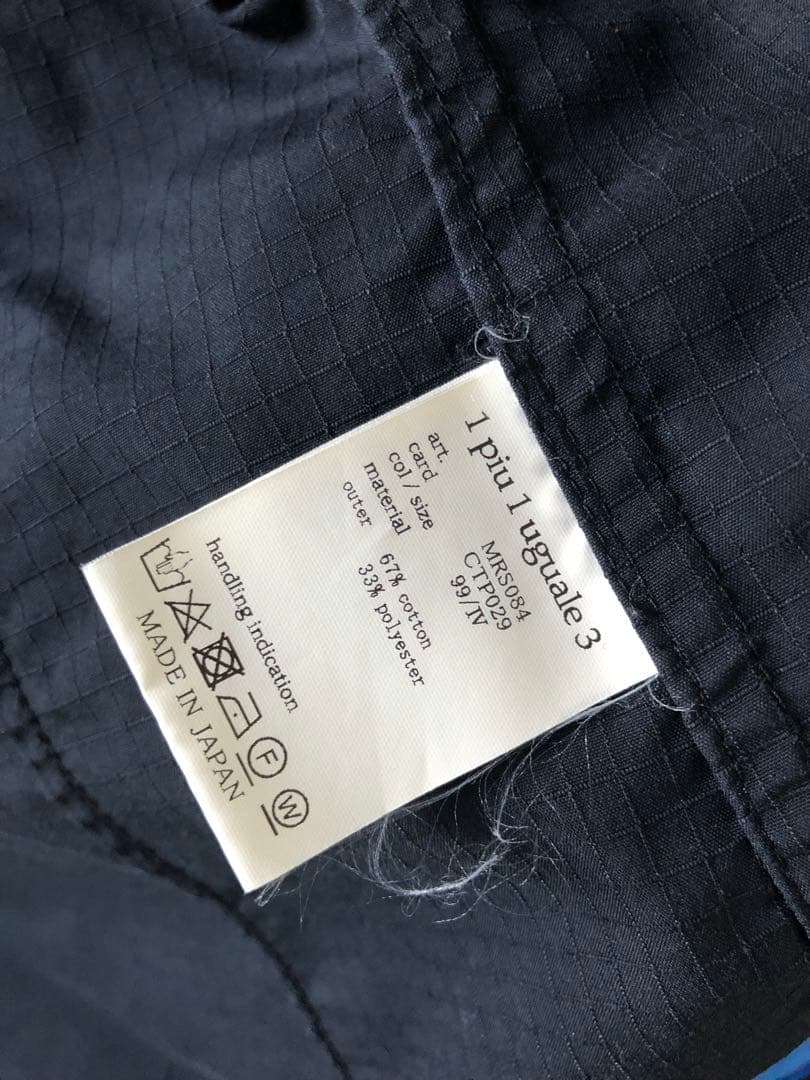 1 piu 1 uguale 3
art. MRS084
card CTP029
col / size 99/IV
material
outer 67% cotton
33% polyester
handling indication
F W
MADE IN JAPAN